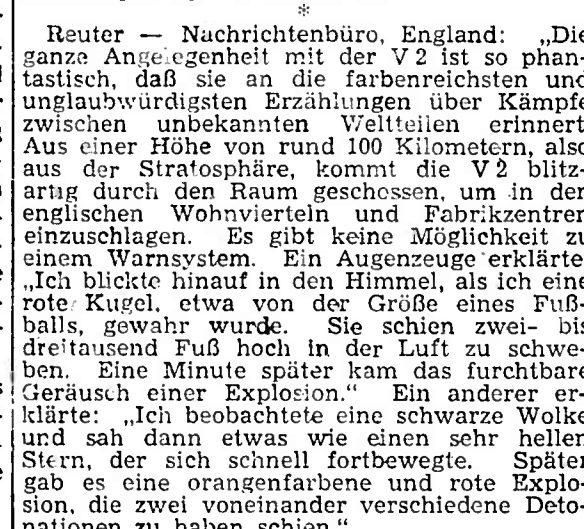 *
Reuter — Nachrichtenbüro, England: „Die
ganze Angelegenheit mit der V 2 ist so phan-
tastisch, daß sie an die farbenreichsten und
unglaubwürdigsten Erzählungen über Kämpfe
zwischen unbekannten Weltteilen erinnert.
Aus einer Höhe von rund 100 Kilometern, also
aus der Stratosphäre, kommt die V 2 blitz-
artig durch den Raum geschossen, um in den
englischen Wohnvierteln und Fabrikzentren
einzuschlagen. Es gibt keine Möglichkeit zu
einem Warnsystem. Ein Augenzeuge erklärte:
„Ich blickte hinauf in den Himmel, als ich eine
rote Kugel, etwa von der Größe eines Fuß-
balls, gewahr wurde. Sie schien zwei- bis
dreitausend Fuß hoch in der Luft zu schwe-
ben. Eine Minute später kam das furchtbare
Geräusch einer Explosion.“ Ein anderer er-
klärte: „Ich beobachtete eine schwarze Wolke
und sah dann etwas wie einen sehr hellen
Stern, der sich schnell fortbewegte. Später
gab es eine orangenfarbene und rote Explo-
sion, die zwei voneinander verschiedene Deto-
nationen zu haben schien.“